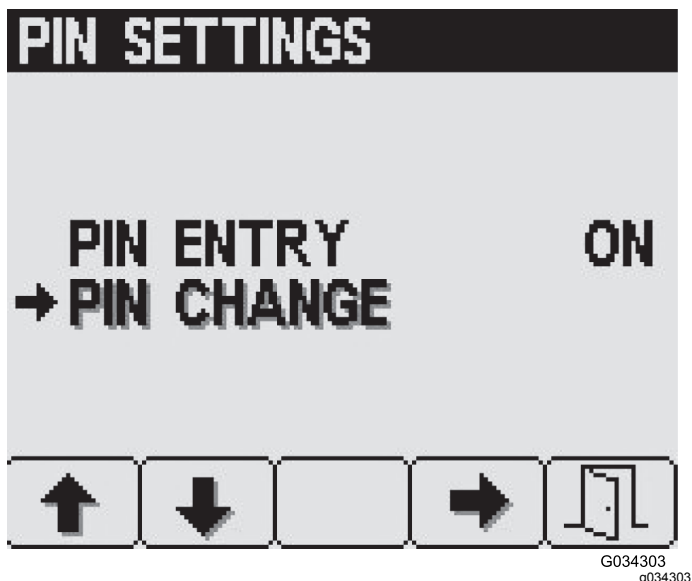 PIN SETTINGS
PIN ENTRY ON
PIN CHANGE
G034303
g034303